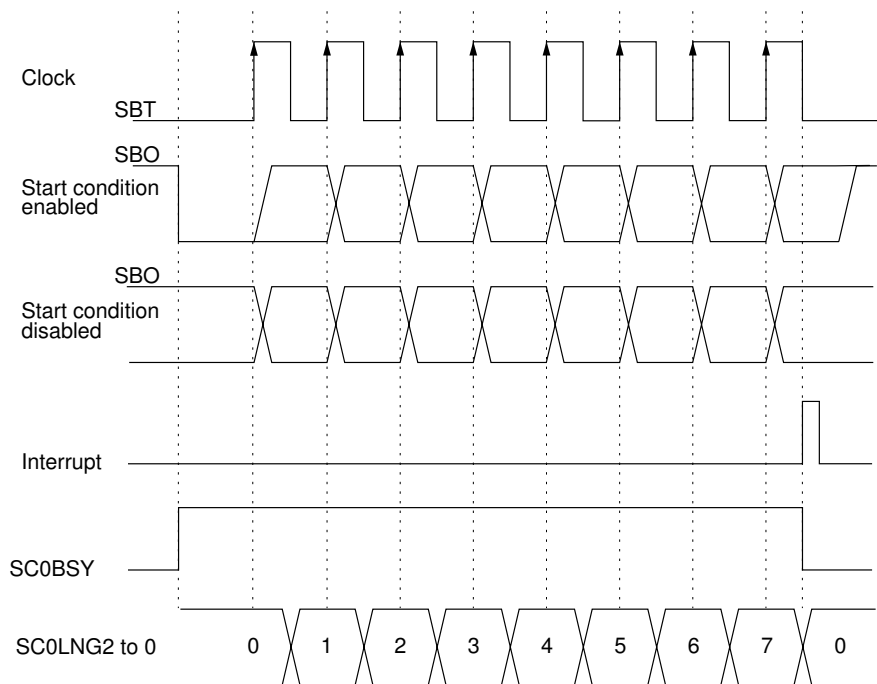 Clock
SBT
SBO
Start condition
enabled
SBO
Start condition
disabled
Interrupt
SC0BSY
SC0LNG2 to 0 0 1 2 3 4 5 6 7 0